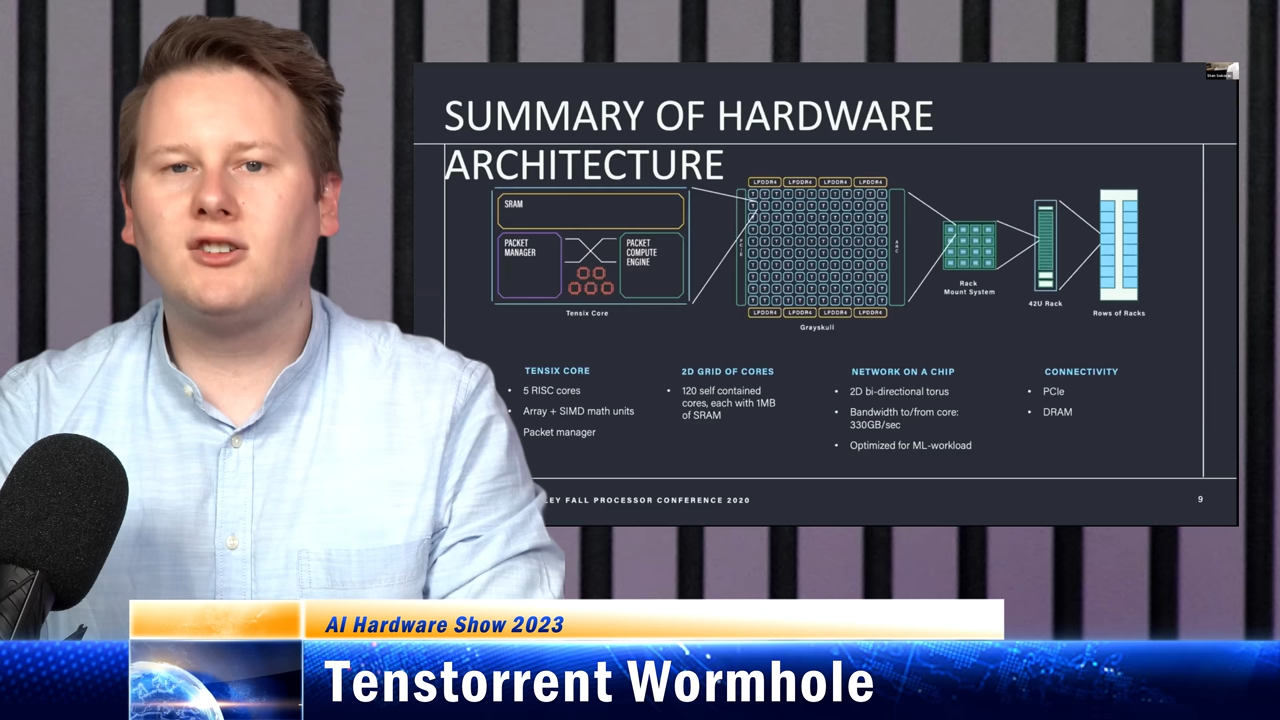 SUMMARY OF HARDWARE
ARCHITECTURE
SRAM
PACKET
MANAGER
PACKET
COMPUTE
ENGINE
Tensix Core
LPDDR4 LPDDR4 LPDDR4 LPDDR4
LPDDR4 LPDDR4 LPDDR4 LPDDR4
Grayskull
Rack
Mount System
42U Rack
Rows of Racks
TENSIX CORE
• 5 RISC cores
• Array + SIMD math units
Packet manager
2D GRID OF CORES
• 120 self contained
cores, each with 1MB
of SRAM
NETWORK ON A CHIP
• 2D bi-directional torus
• Bandwidth to/from core:
330GB/sec
• Optimized for ML-workload
CONNECTIVITY
• PCIe
• DRAM
EY FALL PROCESSOR CONFERENCE 2020
9
AI Hardware Show 2023
Tenstorrent Wormhole